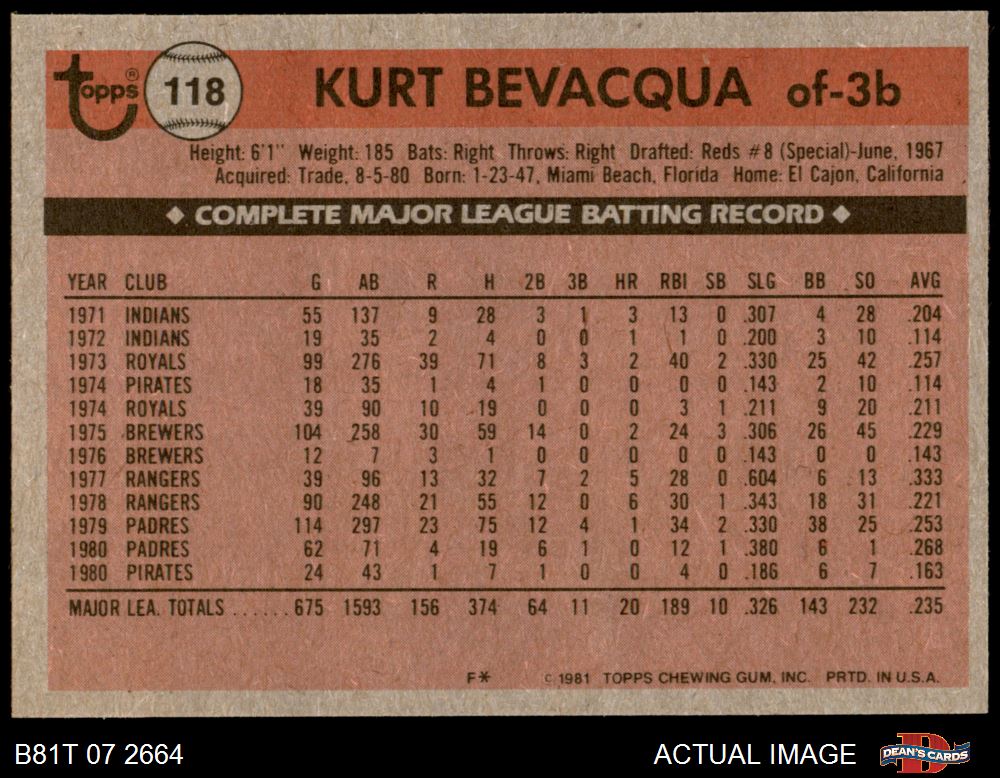 Topps® 118 KURT BEVACQUA of-3b
Height: 6'1" Weight: 185 Bats: Right Throws: Right Drafted: Reds #8 (Special)-June, 1967
Acquired: Trade, 8-5-80 Born: 1-23-47, Miami Beach, Florida Home: El Cajon, California
◆ COMPLETE MAJOR LEAGUE BATTING RECORD ◆
YEAR CLUB G AB R H 2B 3B HR RBI SB SLG BB SO AVG
1971 INDIANS 55 137 9 28 3 1 3 13 0 .307 4 28 .204
1972 INDIANS 19 35 2 4 0 0 1 1 0 .200 3 10 .114
1973 ROYALS 99 276 39 71 8 3 2 40 2 .330 25 42 .257
1974 PIRATES 18 35 1 4 1 0 0 0 0 .143 2 10 .114
1974 ROYALS 39 90 10 19 0 0 0 3 1 .211 9 20 .211
1975 BREWERS 104 258 30 59 14 0 2 24 3 .306 26 45 .229
1976 BREWERS 12 7 3 1 0 0 0 0 0 .143 0 0 .143
1977 RANGERS 39 96 13 32 7 2 5 28 0 .604 6 13 .333
1978 RANGERS 90 248 21 55 12 0 6 30 1 .343 18 31 .221
1979 PADRES 114 297 23 75 12 4 1 34 2 .330 38 25 .253
1980 PADRES 62 71 4 19 6 1 0 12 1 .380 6 1 .268
1980 PIRATES 24 43 1 7 1 0 0 4 0 .186 6 7 .163
MAJOR LEA. TOTALS ......675 1593 156 374 64 11 20 189 10 .326 143 232 .235
F* © 1981 TOPPS CHEWING GUM, INC. PRTD. IN U.S.A.
B81T 07 2664 ACTUAL IMAGE DEAN'S CARDS